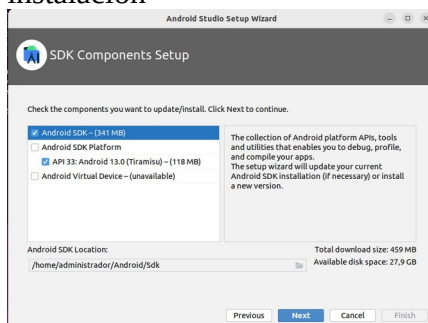 instalación
Android Studio Setup Wizard
SDK Components Setup
Check the components you want to update/install. Click Next to continue.
Android SDK – (341 MB)
Android SDK Platform
API 33: Android 13.0 (Tiramisu) – (118 MB)
Android Virtual Device – (unavailable)
The collection of Android platform APIs, tools
and utilities that enables you to debug, profile,
and compile your apps.
The setup wizard will update your current
Android SDK installation (if necessary) or install
a new version.
Android SDK Location:
/home/administrador/Android/Sdk
Total download size: 459 MB
Available disk space: 27,9 GB
Previous Next Cancel Finish